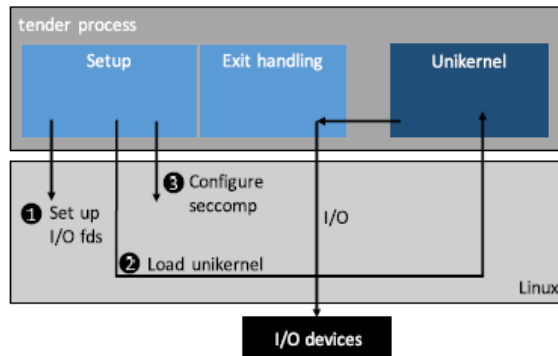 tender process
Setup
Exit handling
Unikernel
❸ Configure
seccomp
❶ Set up
I/O fds
I/O
❷ Load unikernel
Linux
I/O devices